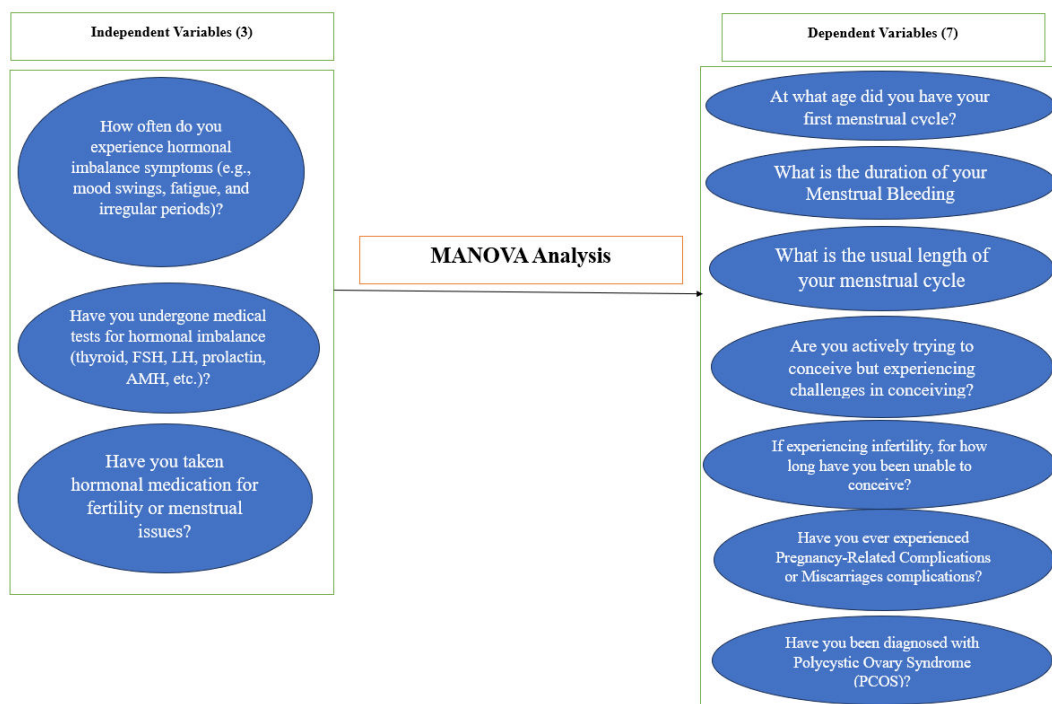 Independent Variables (3)
How often do you
experience hormonal
imbalance symptoms (e.g.,
mood swings, fatigue, and
irregular periods)?
Have you undergone medical
tests for hormonal imbalance
(thyroid, FSH, LH, prolactin,
AMH, etc.)?
Have you taken
hormonal medication for
fertility or menstrual
issues?
MANOVA Analysis
Dependent Variables (7)
At what age did you have your
first menstrual cycle?
What is the duration of your
Menstrual Bleeding
What is the usual length of
your menstrual cycle
Are you actively trying to
conceive but experiencing
challenges in conceiving?
If experiencing infertility, for how
long have you been unable to
conceive?
Have you ever experienced
Pregnancy-Related Complications
or Miscarriages complications?
Have you been diagnosed with
Polycystic Ovary Syndrome
(PCOS)?